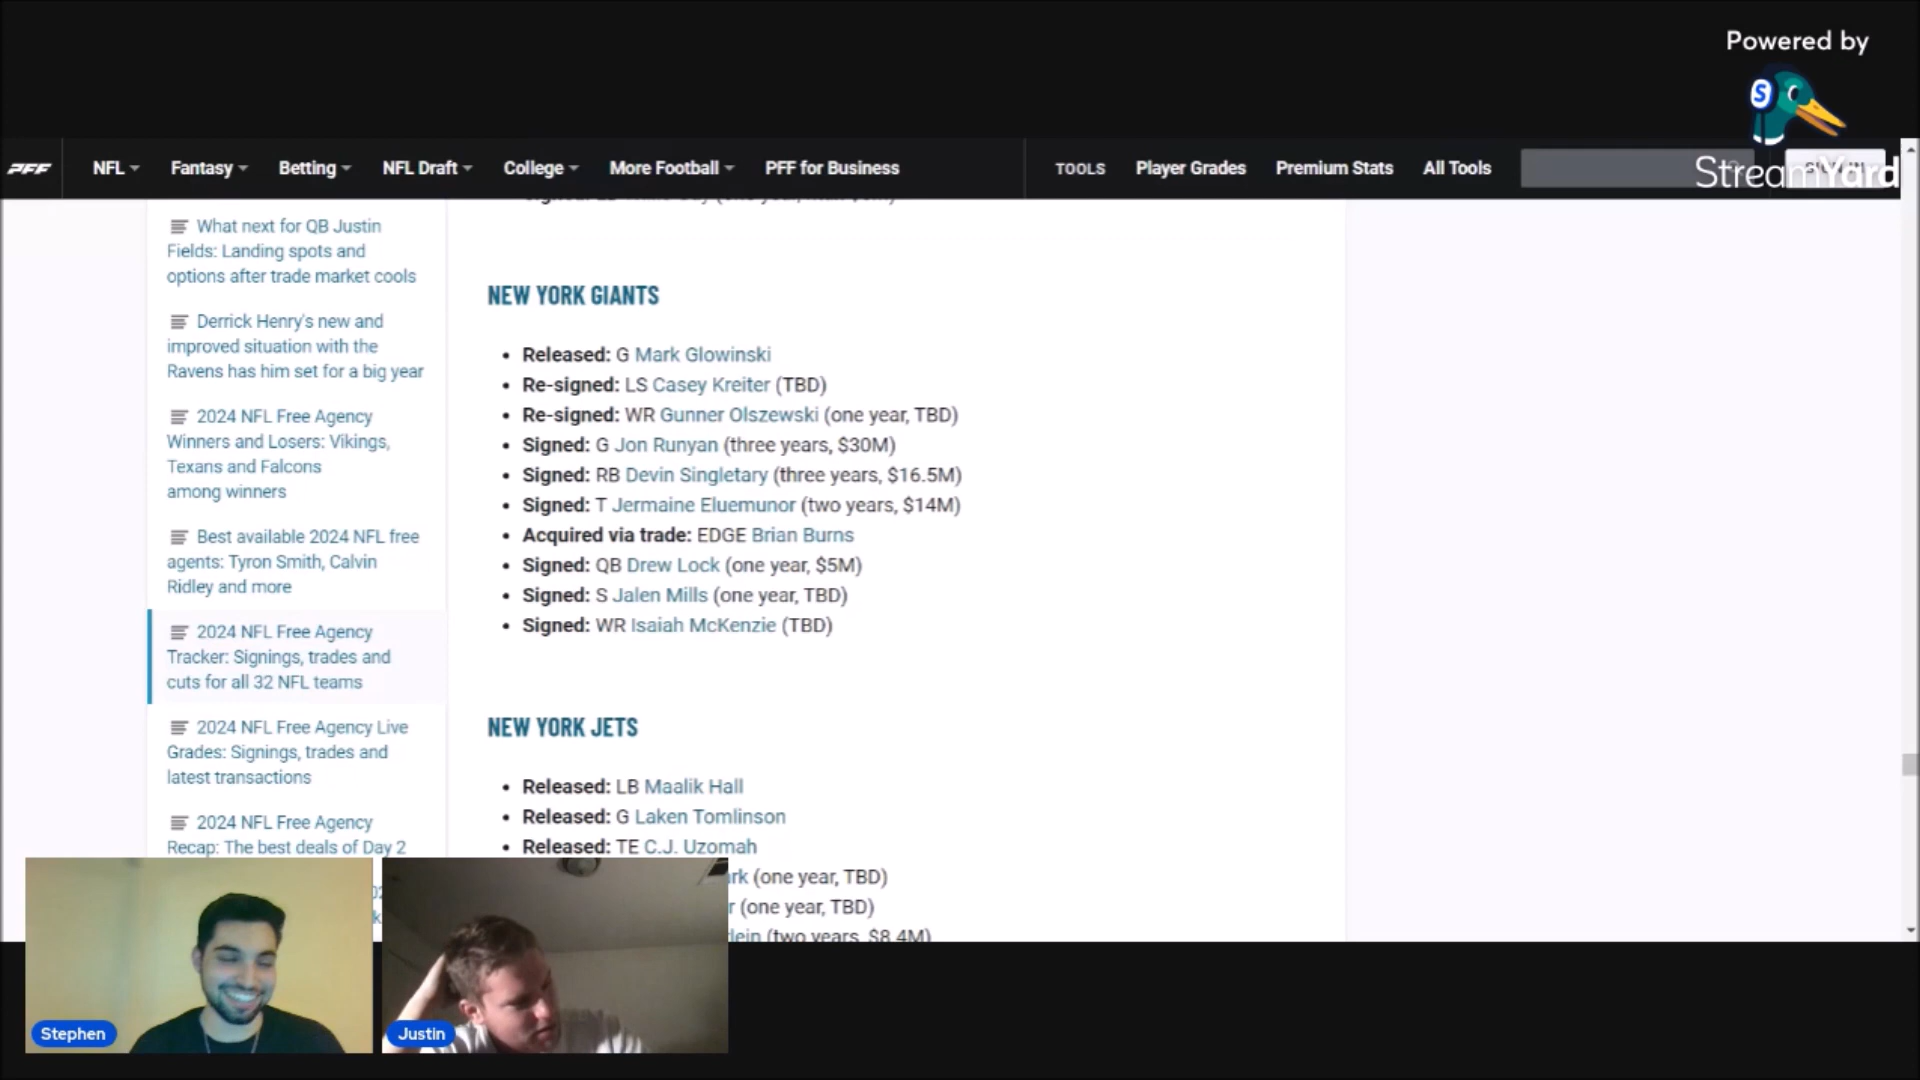 Powered by
StreamYard
PFF NFL Fantasy Betting NFL Draft College More Football PFF for Business TOOLS Player Grades Premium Stats All Tools
What next for QB Justin
Fields: Landing spots and
options after trade market cools
Derrick Henry's new and
improved situation with the
Ravens has him set for a big year
2024 NFL Free Agency
Winners and Losers: Vikings,
Texans and Falcons
among winners
Best available 2024 NFL free
agents: Tyron Smith, Calvin
Ridley and more
2024 NFL Free Agency
Tracker: Signings, trades and
cuts for all 32 NFL teams
2024 NFL Free Agency Live
Grades: Signings, trades and
latest transactions
2024 NFL Free Agency
Recap: The best deals of Day 2
NEW YORK GIANTS
Released: G Mark Glowinski
Re-signed: LS Casey Kreiter (TBD)
Re-signed: WR Gunner Olszewski (one year, TBD)
Signed: G Jon Runyan (three years, $30M)
Signed: RB Devin Singletary (three years, $16.5M)
Signed: T Jermaine Eluemunor (two years, $14M)
Acquired via trade: EDGE Brian Burns
Signed: QB Drew Lock (one year, $5M)
Signed: S Jalen Mills (one year, TBD)
Signed: WR Isaiah McKenzie (TBD)
NEW YORK JETS
Released: LB Maalik Hall
Released: G Laken Tomlinson
Released: TE C.J. Uzomah
(one year, TBD)
(one year, TBD)
(two years, $8.4M)
Stephen
Justin